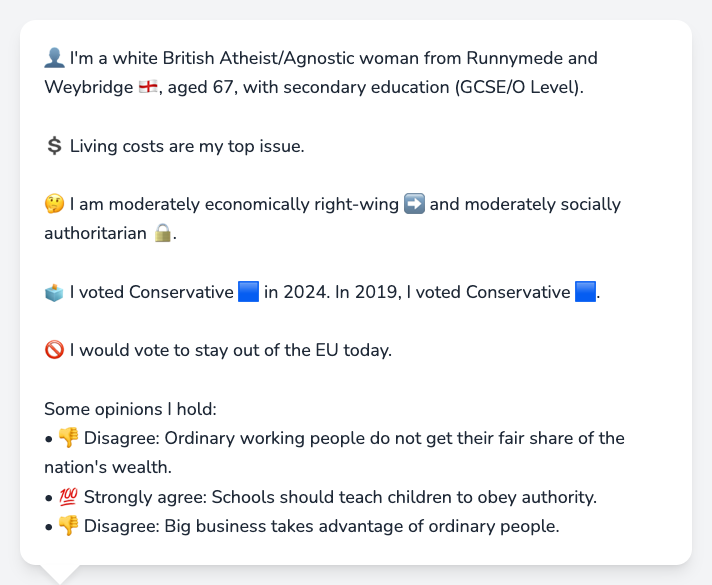 👤 I'm a white British Atheist/Agnostic woman from Runnymede and
Weybridge 🏴󠁧󠁢󠁥󠁮󠁧󠁿, aged 67, with secondary education (GCSE/O Level).
💲 Living costs are my top issue.
🤔 I am moderately economically right-wing ➡️ and moderately socially
authoritarian 🔒.
🗳️ I voted Conservative 🟦 in 2024. In 2019, I voted Conservative 🟦.
🚫 I would vote to stay out of the EU today.
Some opinions I hold:
• 👎 Disagree: Ordinary working people do not get their fair share of the
nation's wealth.
• 💯 Strongly agree: Schools should teach children to obey authority.
• 👎 Disagree: Big business takes advantage of ordinary people.